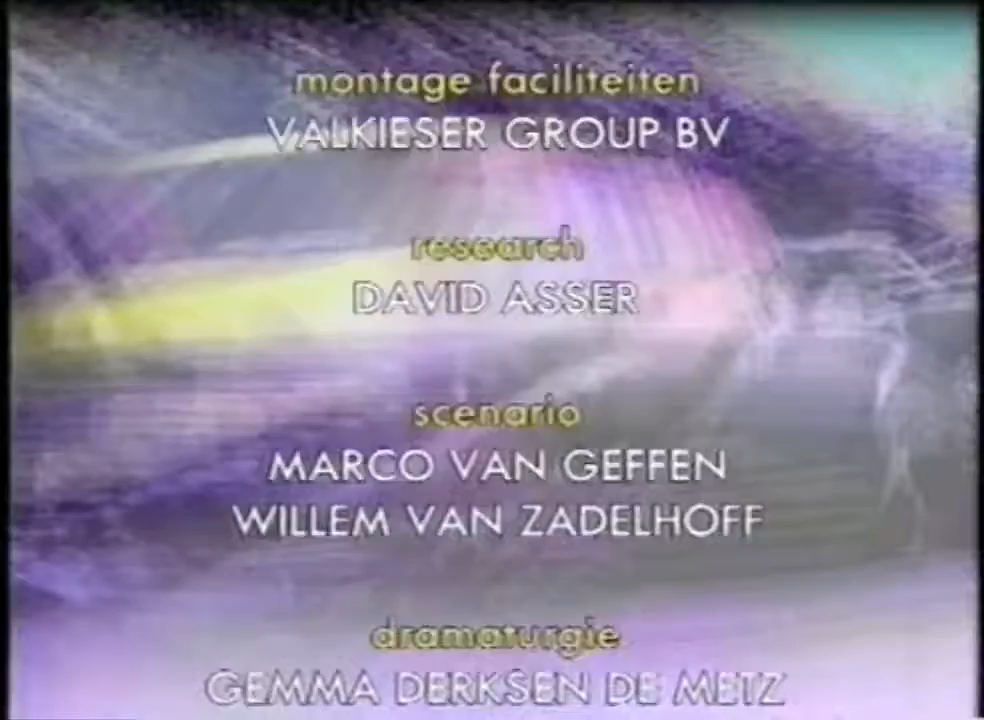 montage faciliteiten
VALKIESER GROUP BV
research
DAVID ASSER
scenario
MARCO VAN GEFFEN
WILLEM VAN ZADELHOFF
dramaturgie
GEMMA DERKSEN DE METZ